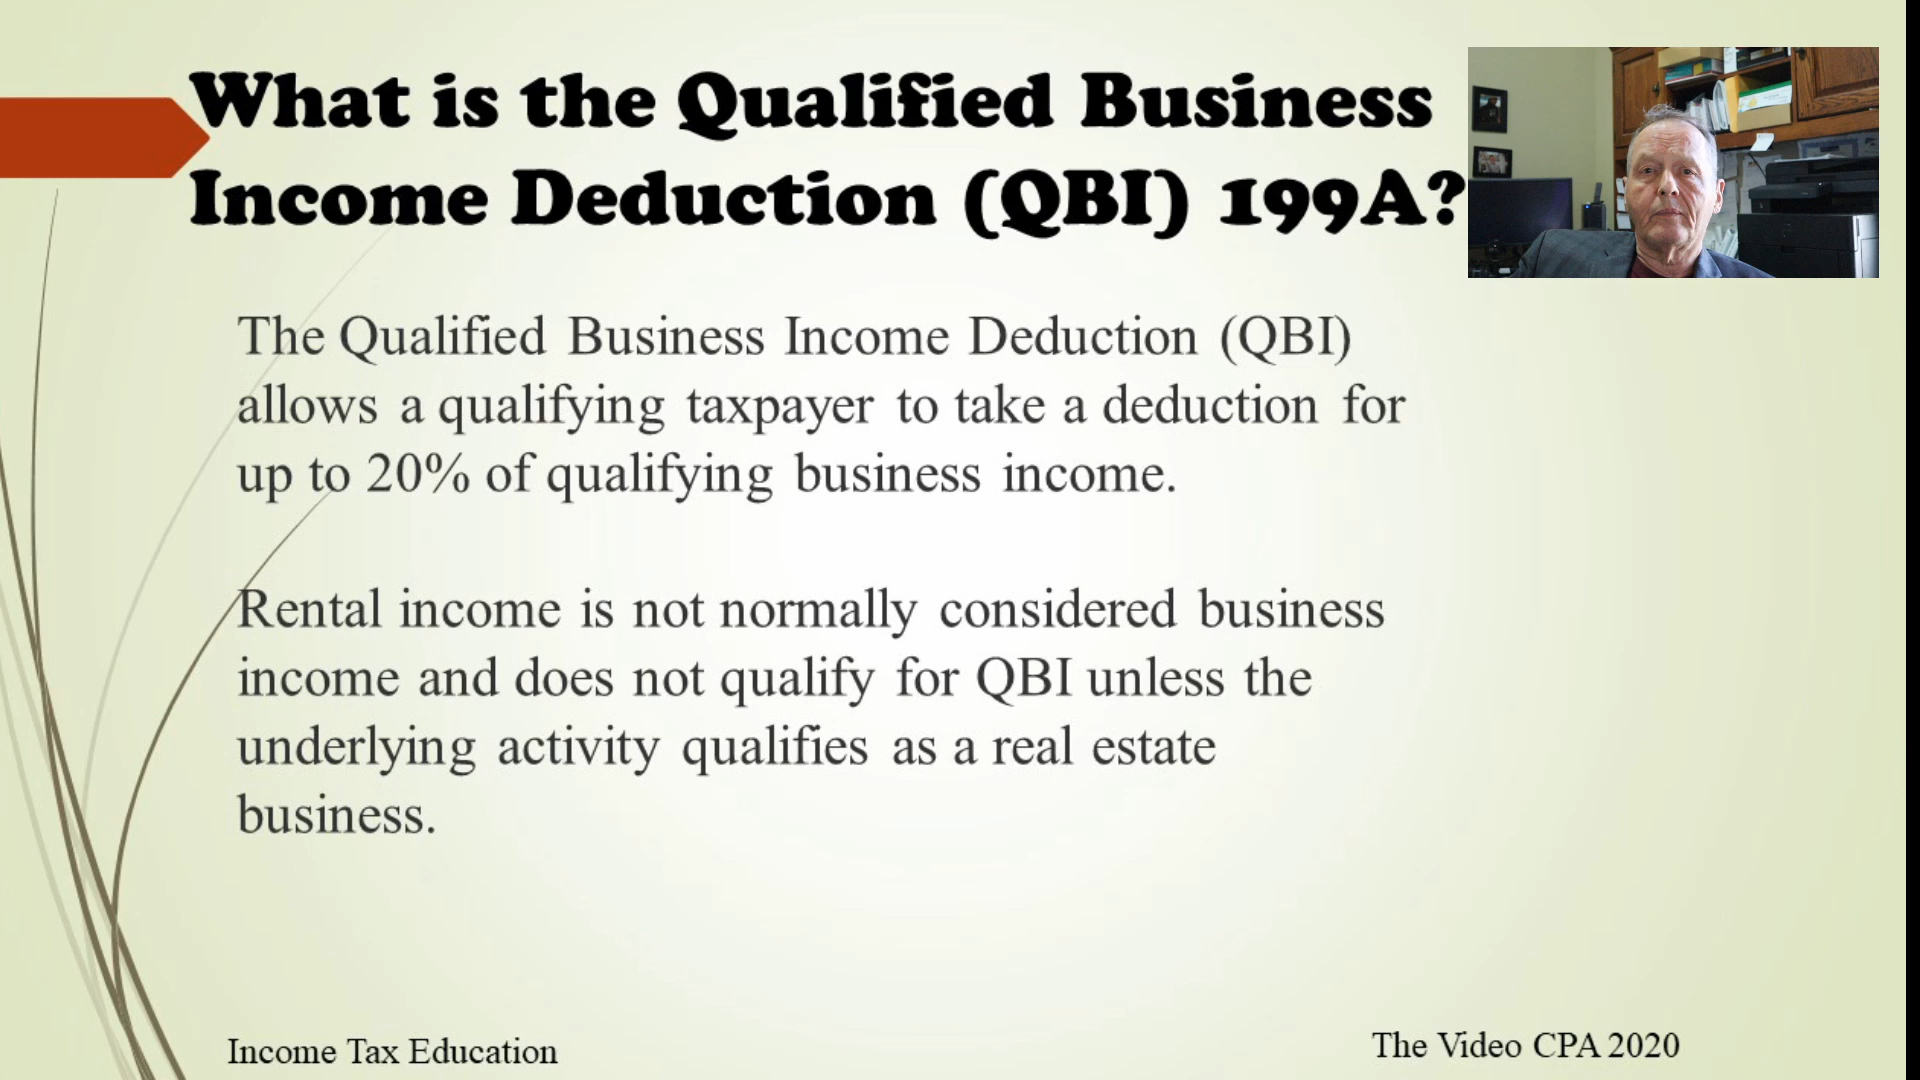 What is the Qualified Business
Income Deduction (QBI) 199A?
The Qualified Business Income Deduction (QBI)
allows a qualifying taxpayer to take a deduction for
up to 20% of qualifying business income.
Rental income is not normally considered business
income and does not qualify for QBI unless the
underlying activity qualifies as a real estate
business.
Income Tax Education
The Video CPA 2020